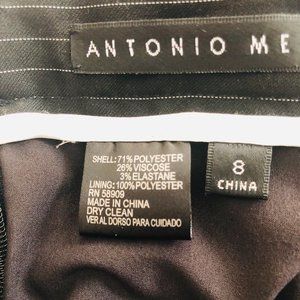 ANTONIO ME
SHELL: 71% POLYESTER
26% VISCOSE
3% ELASTANE
LINING: 100% POLYESTER
RN 58909
MADE IN CHINA
DRY CLEAN
VER AL DORSO PARA CUIDADO
8
CHINA